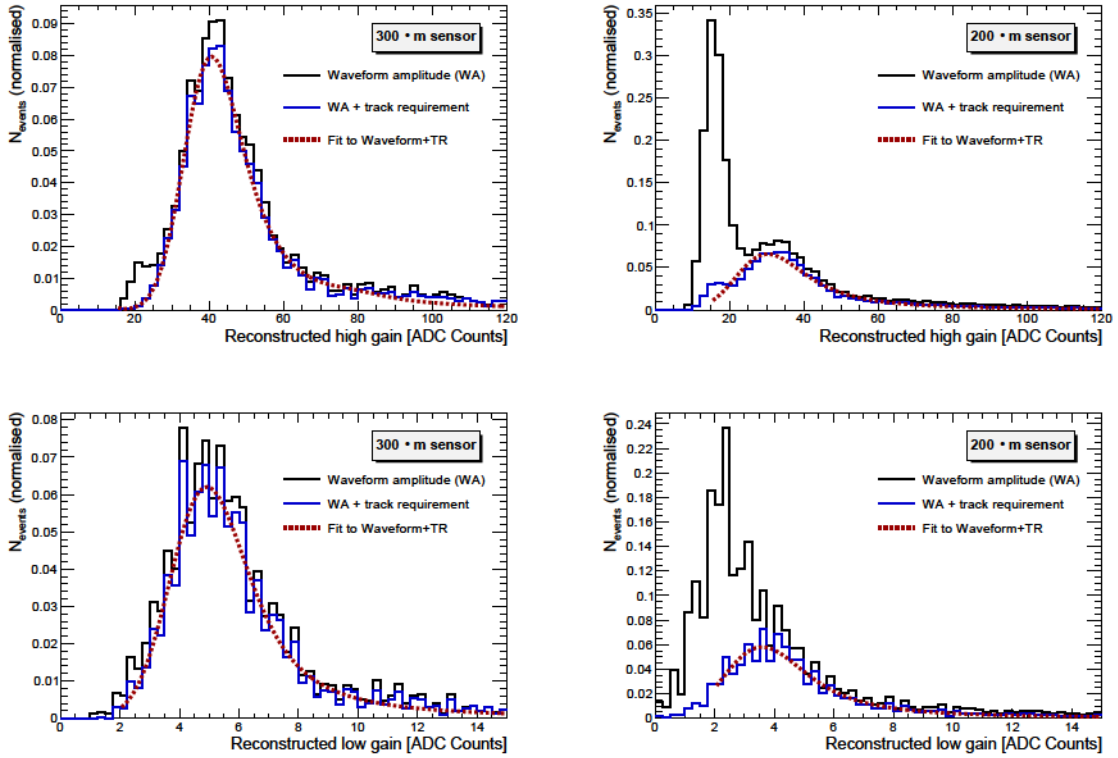 300 • m sensor
Waveform amplitude (WA)
WA + track requirement
Fit to Waveform+TR
N_events (normalised)
0.09
0.08
0.07
0.06
0.05
0.04
0.03
0.02
0.01
0
0 20 40 60 80 100 120
Reconstructed high gain [ADC Counts]
200 • m sensor
Waveform amplitude (WA)
WA + track requirement
Fit to Waveform+TR
N_events (normalised)
0.35
0.3
0.25
0.2
0.15
0.1
0.05
0
0 20 40 60 80 100 120
Reconstructed high gain [ADC Counts]
300 • m sensor
Waveform amplitude (WA)
WA + track requirement
Fit to Waveform+TR
N_events (normalised)
0.08
0.07
0.06
0.05
0.04
0.03
0.02
0.01
0
0 2 4 6 8 10 12 14
Reconstructed low gain [ADC Counts]
200 • m sensor
Waveform amplitude (WA)
WA + track requirement
Fit to Waveform+TR
N_events (normalised)
0.24
0.22
0.2
0.18
0.16
0.14
0.12
0.1
0.08
0.06
0.04
0.02
0
0 2 4 6 8 10 12 14
Reconstructed low gain [ADC Counts]